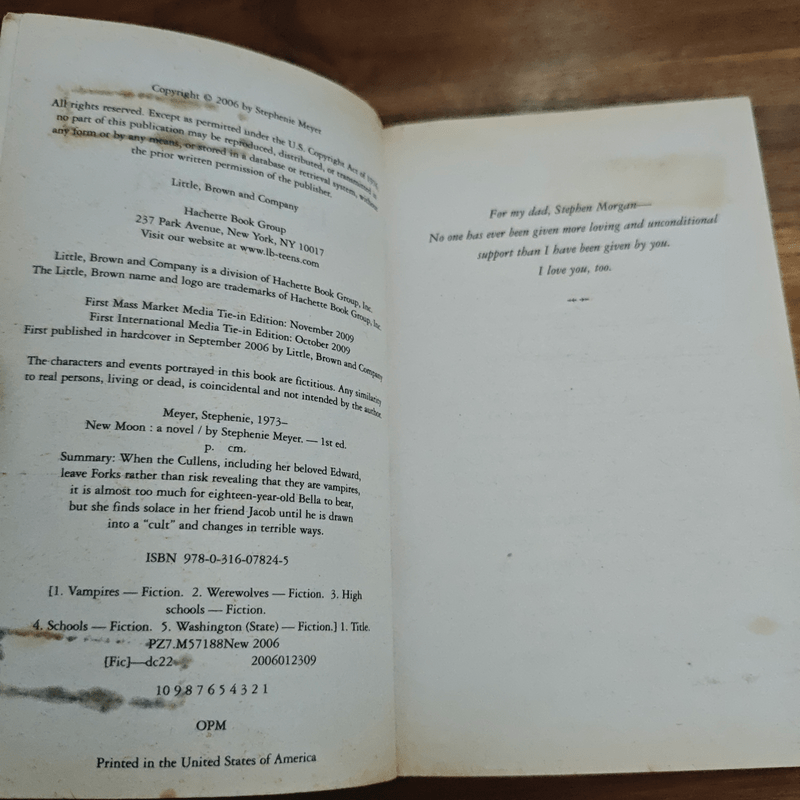 Copyright © 2006 by Stephenie Meyer
All rights reserved. Except as permitted under the U.S. Copyright Act of 1976,
no part of this publication may be reproduced, distributed, or transmitted in
any form or by any means, or stored in a database or retrieval system, without
the prior written permission of the publisher.
Little, Brown and Company
Hachette Book Group
237 Park Avenue, New York, NY 10017
Visit our website at www.lb-teens.com
Little, Brown and Company is a division of Hachette Book Group, Inc.
The Little, Brown name and logo are trademarks of Hachette Book Group, Inc.
First Mass Market Media Tie-in Edition: November 2009
First International Media Tie-in Edition: October 2009
First published in hardcover in September 2006 by Little, Brown and Company
The characters and events portrayed in this book are fictitious. Any similarity
to real persons, living or dead, is coincidental and not intended by the author.
Meyer, Stephenie, 1973–
New Moon : a novel / by Stephenie Meyer. — 1st ed.
p. cm.
Summary: When the Cullens, including her beloved Edward,
leave Forks rather than risk revealing that they are vampires,
it is almost too much for eighteen-year-old Bella to bear,
but she finds solace in her friend Jacob until he is drawn
into a "cult" and changes in terrible ways.
ISBN 978-0-316-07824-5
[1. Vampires — Fiction. 2. Werewolves — Fiction. 3. High
schools — Fiction.
4. Schools — Fiction. 5. Washington (State) — Fiction.] 1. Title.
PZ7.M57188New 2006
[Fic]—dc22 2006012309
10 9 8 7 6 5 4 3 2 1
OPM
Printed in the United States of America
For my dad, Stephen Morgan—
No one has ever been given more loving and unconditional
support than I have been given by you.
I love you, too.